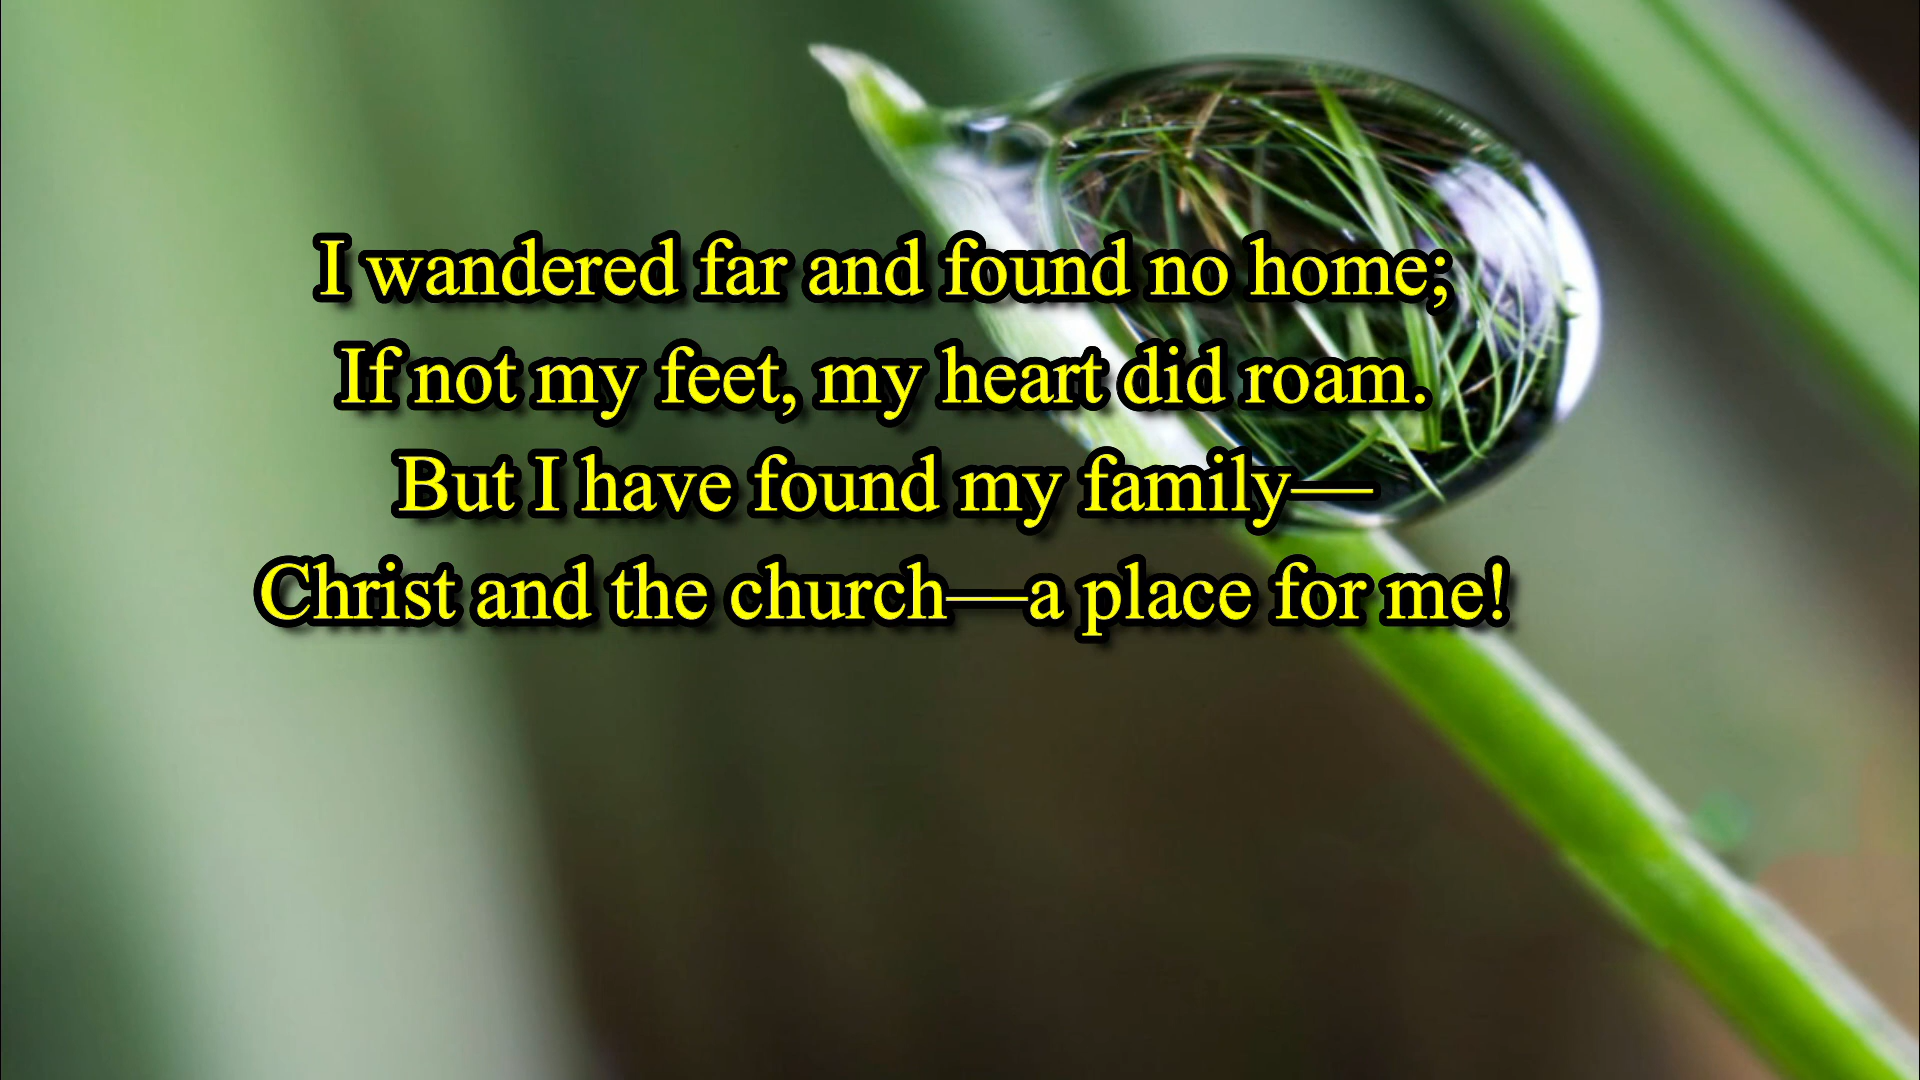 I wandered far and found no home;
If not my feet, my heart did roam.
But I have found my family—
Christ and the church—a place for me!